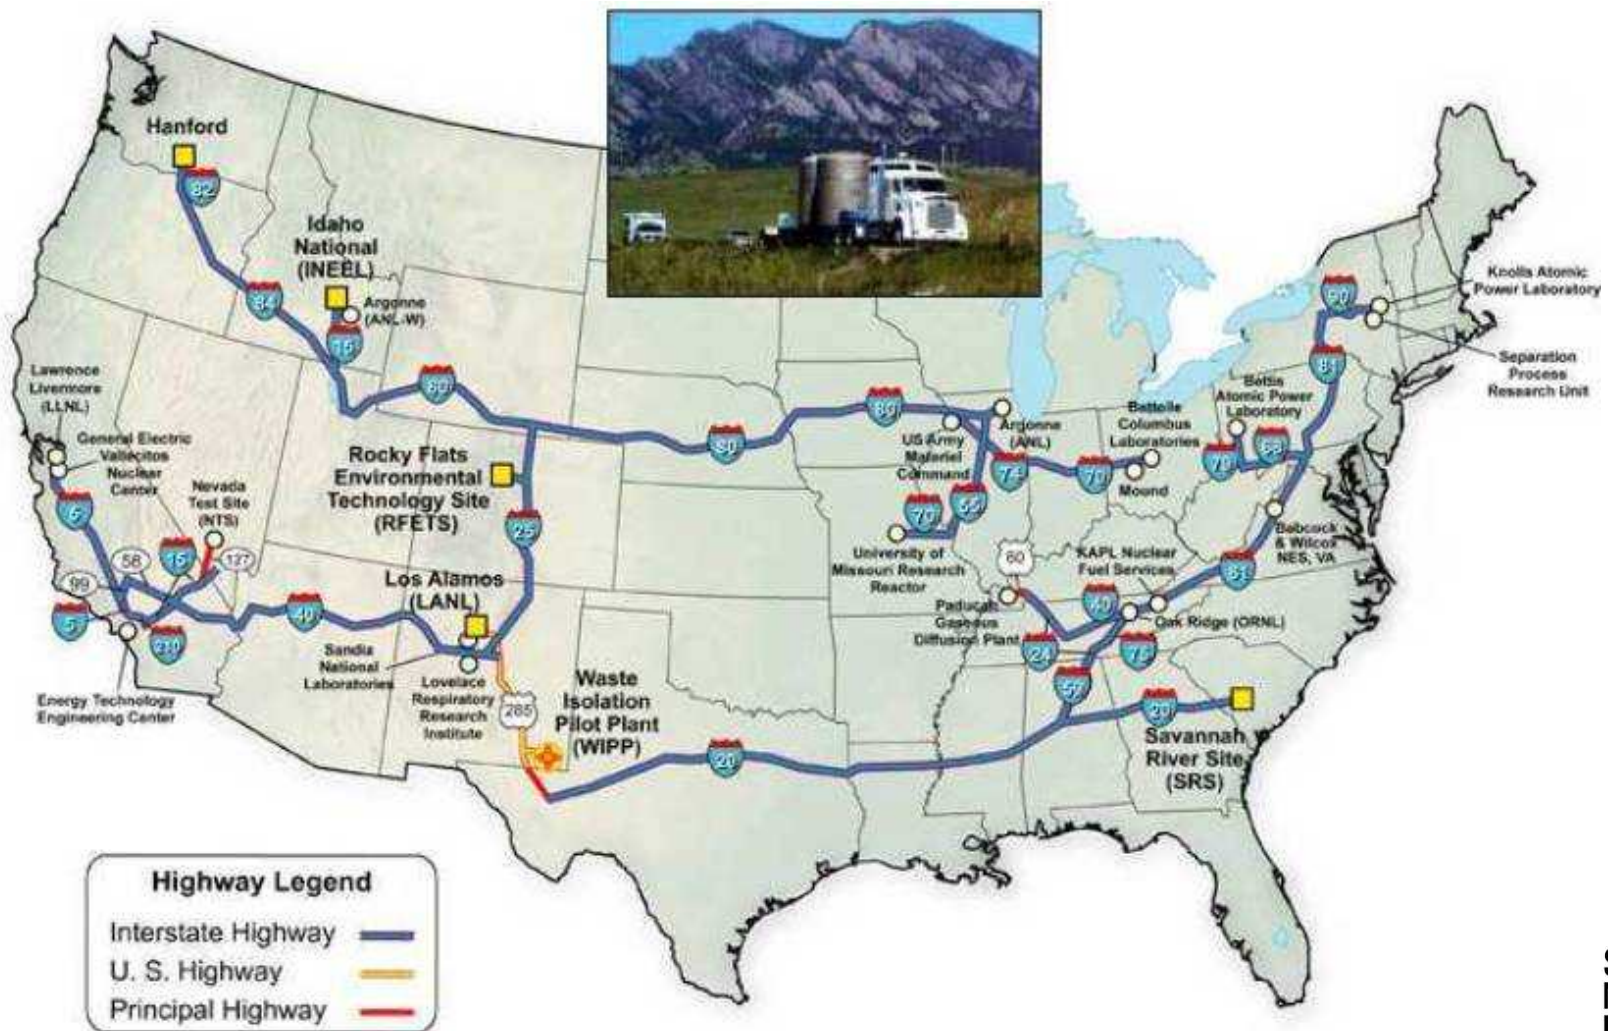 Hanford
82
Idaho
National
(INEEL)
Argonne
(ANL-W)
84
15
80
Lawrence
Livermore
(LLNL)
General Electric
Vallecitos
Nuclear
Center
Nevada
Test Site
(NTS)
5
15
58
127
99
5
210
Energy Technology
Engineering Center
40
Rocky Flats
Environmental
Technology Site
(RFETS)
25
Los Alamos
(LANL)
Sandia
National
Laboratories
Lovelace
Respiratory
Research
Institute
285
Waste
Isolation
Pilot Plant
(WIPP)
20
80
80
US Army
Materiel
Command
Argonne
(ANL)
74
70
Battelle
Columbus
Laboratories
Mound
55
70
University of
Missouri Research
Reactor
60
Paducah
Gaseous
Diffusion Plant
24
40
KAPL Nuclear
Fuel Services
Oak Ridge (ORNL)
75
59
20
Savannah
River Site
(SRS)
81
Babcock
& Wilcox
NES, VA
Bettis
Atomic Power
Laboratory
70
68
81
90
Knolls Atomic
Power Laboratory
Separation
Process
Research Unit
Highway Legend
Interstate Highway
U. S. Highway
Principal Highway